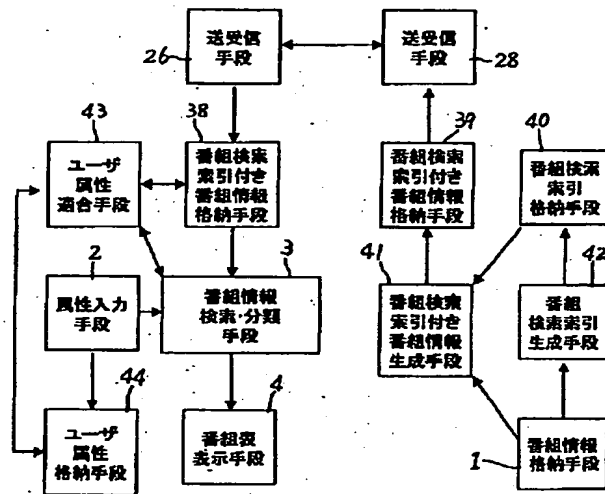 送受信
手段
26
送受信
手段
28
43
ユーザ
属性
適合手段
38
番組検索
索引付き
番組情報
格納手段
39
番組検索
索引付き
番組情報
格納手段
40
番組検索
索引
格納手段
2
属性入力
手段
3
番組情報
検索・分類
手段
41
番組検索
索引付き
番組情報
生成手段
42
番組
検索索引
生成手段
44
ユーザ
属性
格納手段
4
番組表
表示手段
1
番組情報
格納手段